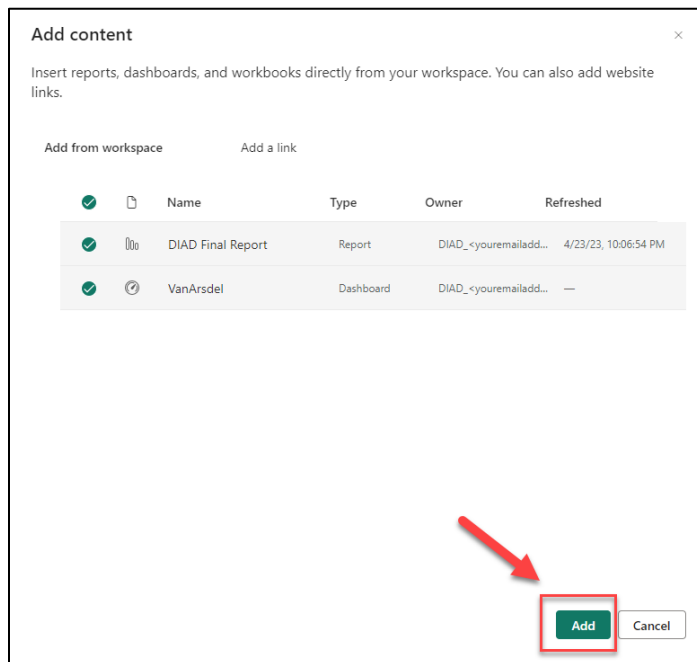 Add content
Insert reports, dashboards, and workbooks directly from your workspace. You can also add website
links.
Add from workspace Add a link
Name Type Owner Refreshed
DIAD Final Report Report DIAD_<youremailadd... 4/23/23, 10:06:54 PM
VanArsdel Dashboard DIAD_<youremailadd... —
Add Cancel